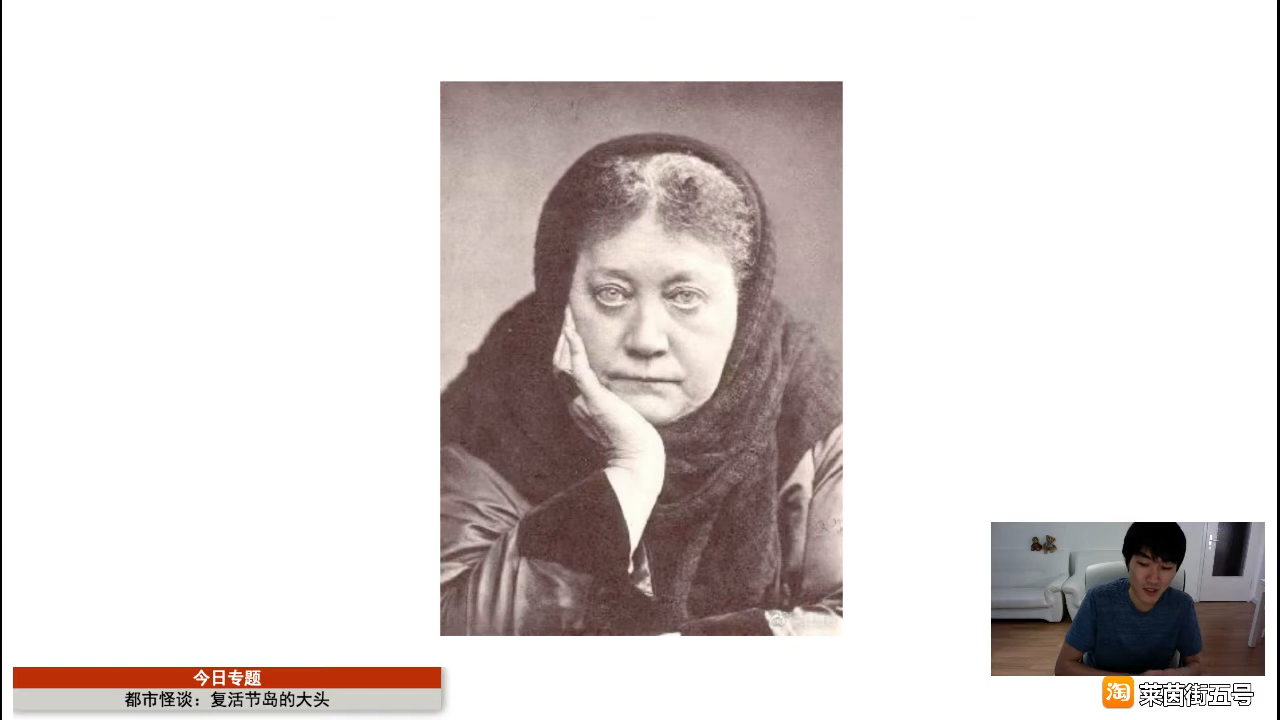 今日专题
都市怪谈：复活节岛的大头
淘 莱茵街五号